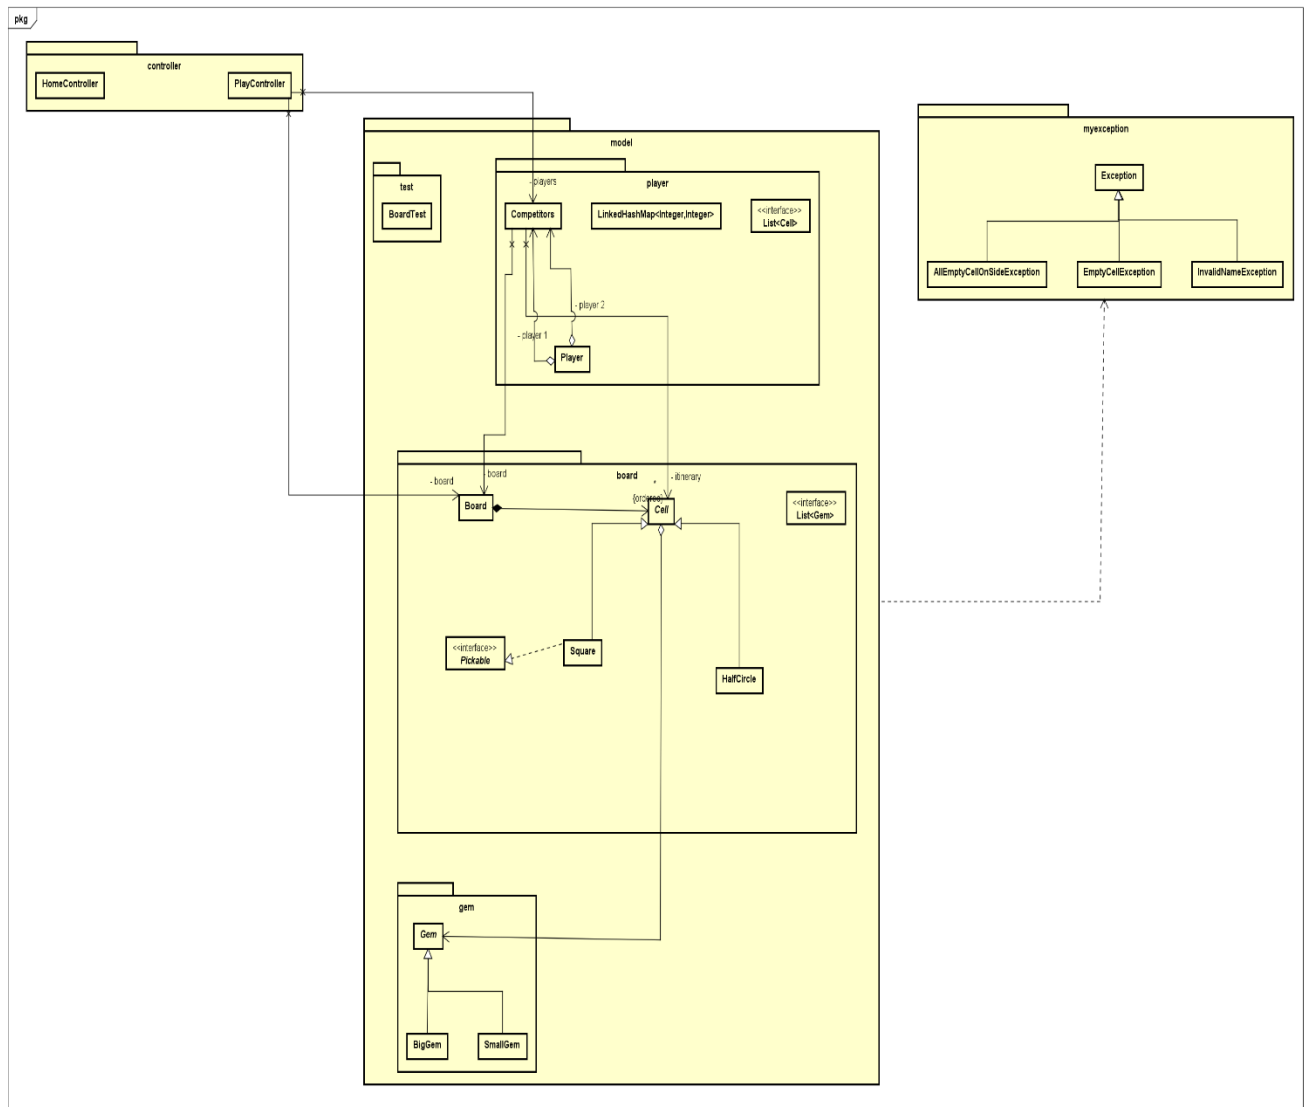 pkg
controller
HomeController
PlayController
model
myexception
Exception
AllEmptyCellOnSideException
EmptyCellException
InvalidNameException
test
BoardTest
player
- players
Competitors
LinkedHashMap<Integer,Integer>
<<interface>>
List<Cell>
- player 2
- player 1
Player
board
- board
- board
- itinerary
*
Board
Cell
<<interface>>
List<Gem>
<<interface>>
Pickable
Square
HalfCircle
gem
Gem
BigGem
SmallGem